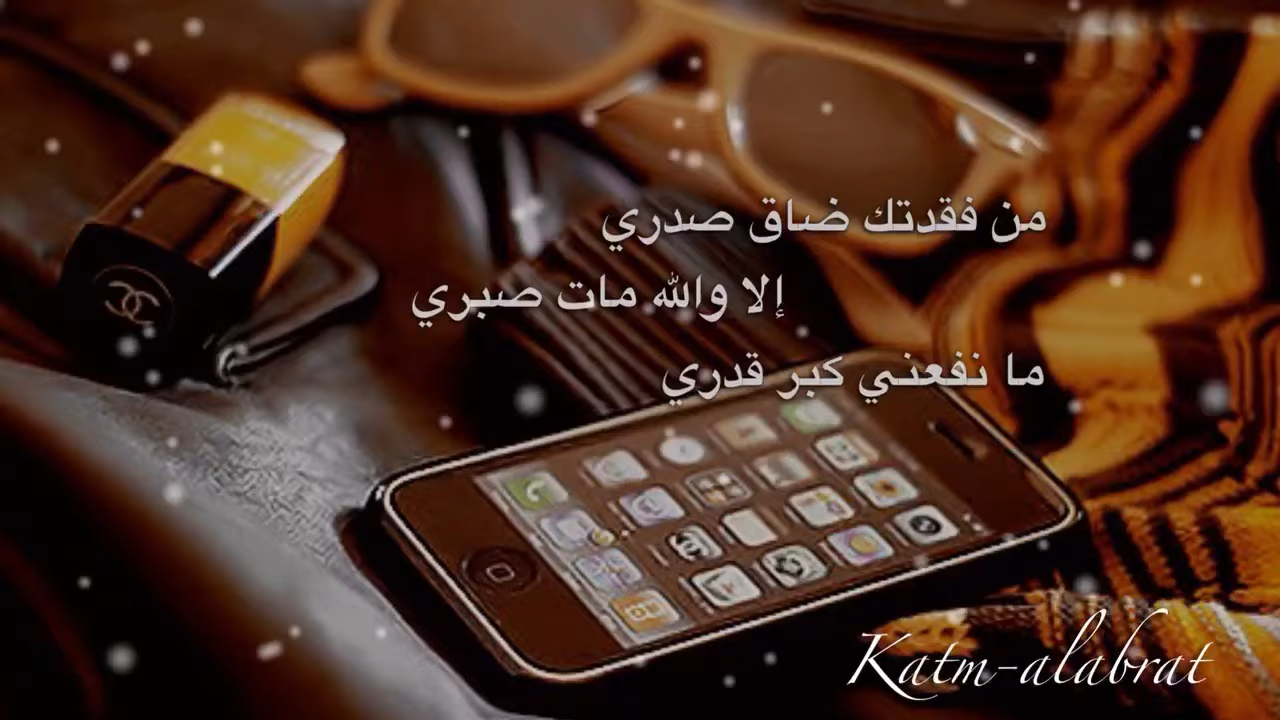 من فقدتك ضاق صدري
إلا والله مات صبري
ما نفعني كبر قدري
Katm-alabrat